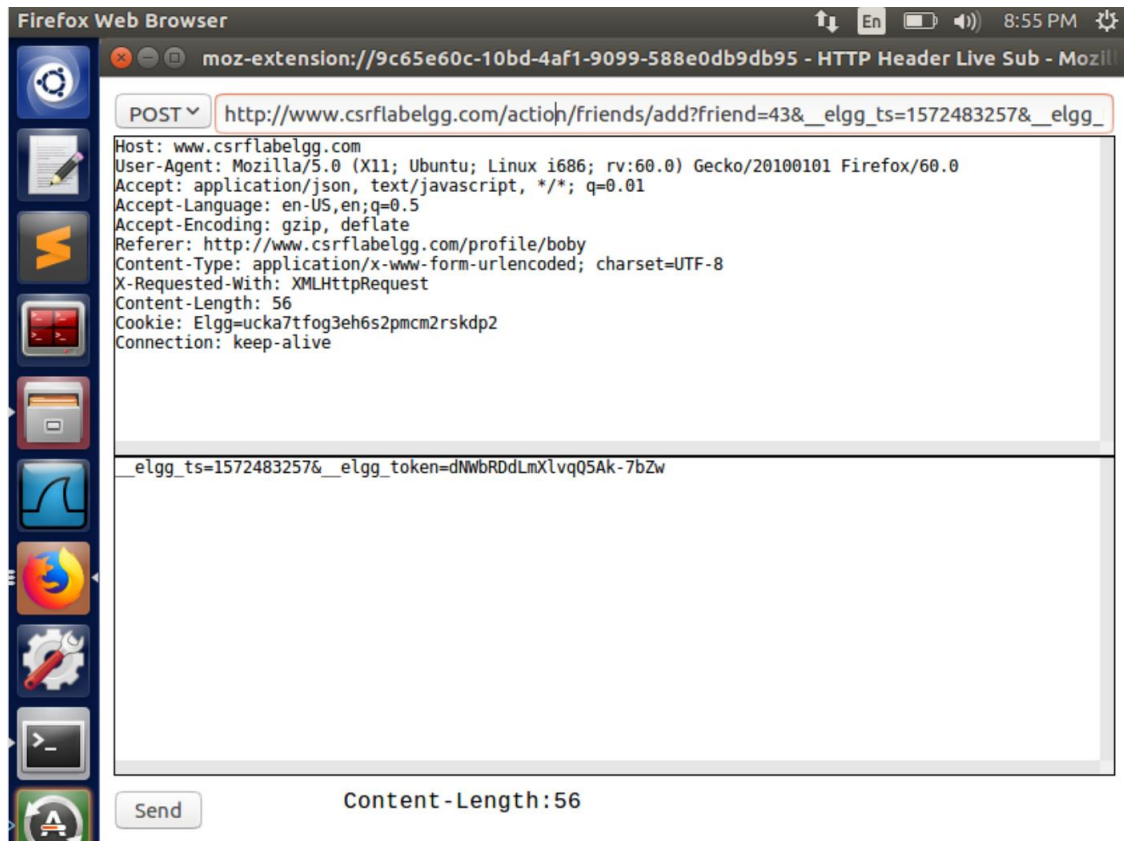 Firefox Web Browser En 8:55 PM
moz-extension://9c65e60c-10bd-4af1-9099-588e0db9db95 - HTTP Header Live Sub - Mozill
POST http://www.csrflabelgg.com/action/friends/add?friend=43&__elgg_ts=1572483257&__elgg_
Host: www.csrflabelgg.com
User-Agent: Mozilla/5.0 (X11; Ubuntu; Linux i686; rv:60.0) Gecko/20100101 Firefox/60.0
Accept: application/json, text/javascript, */*; q=0.01
Accept-Language: en-US,en;q=0.5
Accept-Encoding: gzip, deflate
Referer: http://www.csrflabelgg.com/profile/boby
Content-Type: application/x-www-form-urlencoded; charset=UTF-8
X-Requested-With: XMLHttpRequest
Content-Length: 56
Cookie: Elgg=ucka7tfog3eh6s2pmcm2rskdp2
Connection: keep-alive
__elgg_ts=1572483257&__elgg_token=dNWbRDdLmXlvqQ5Ak-7bZw
Send Content-Length:56